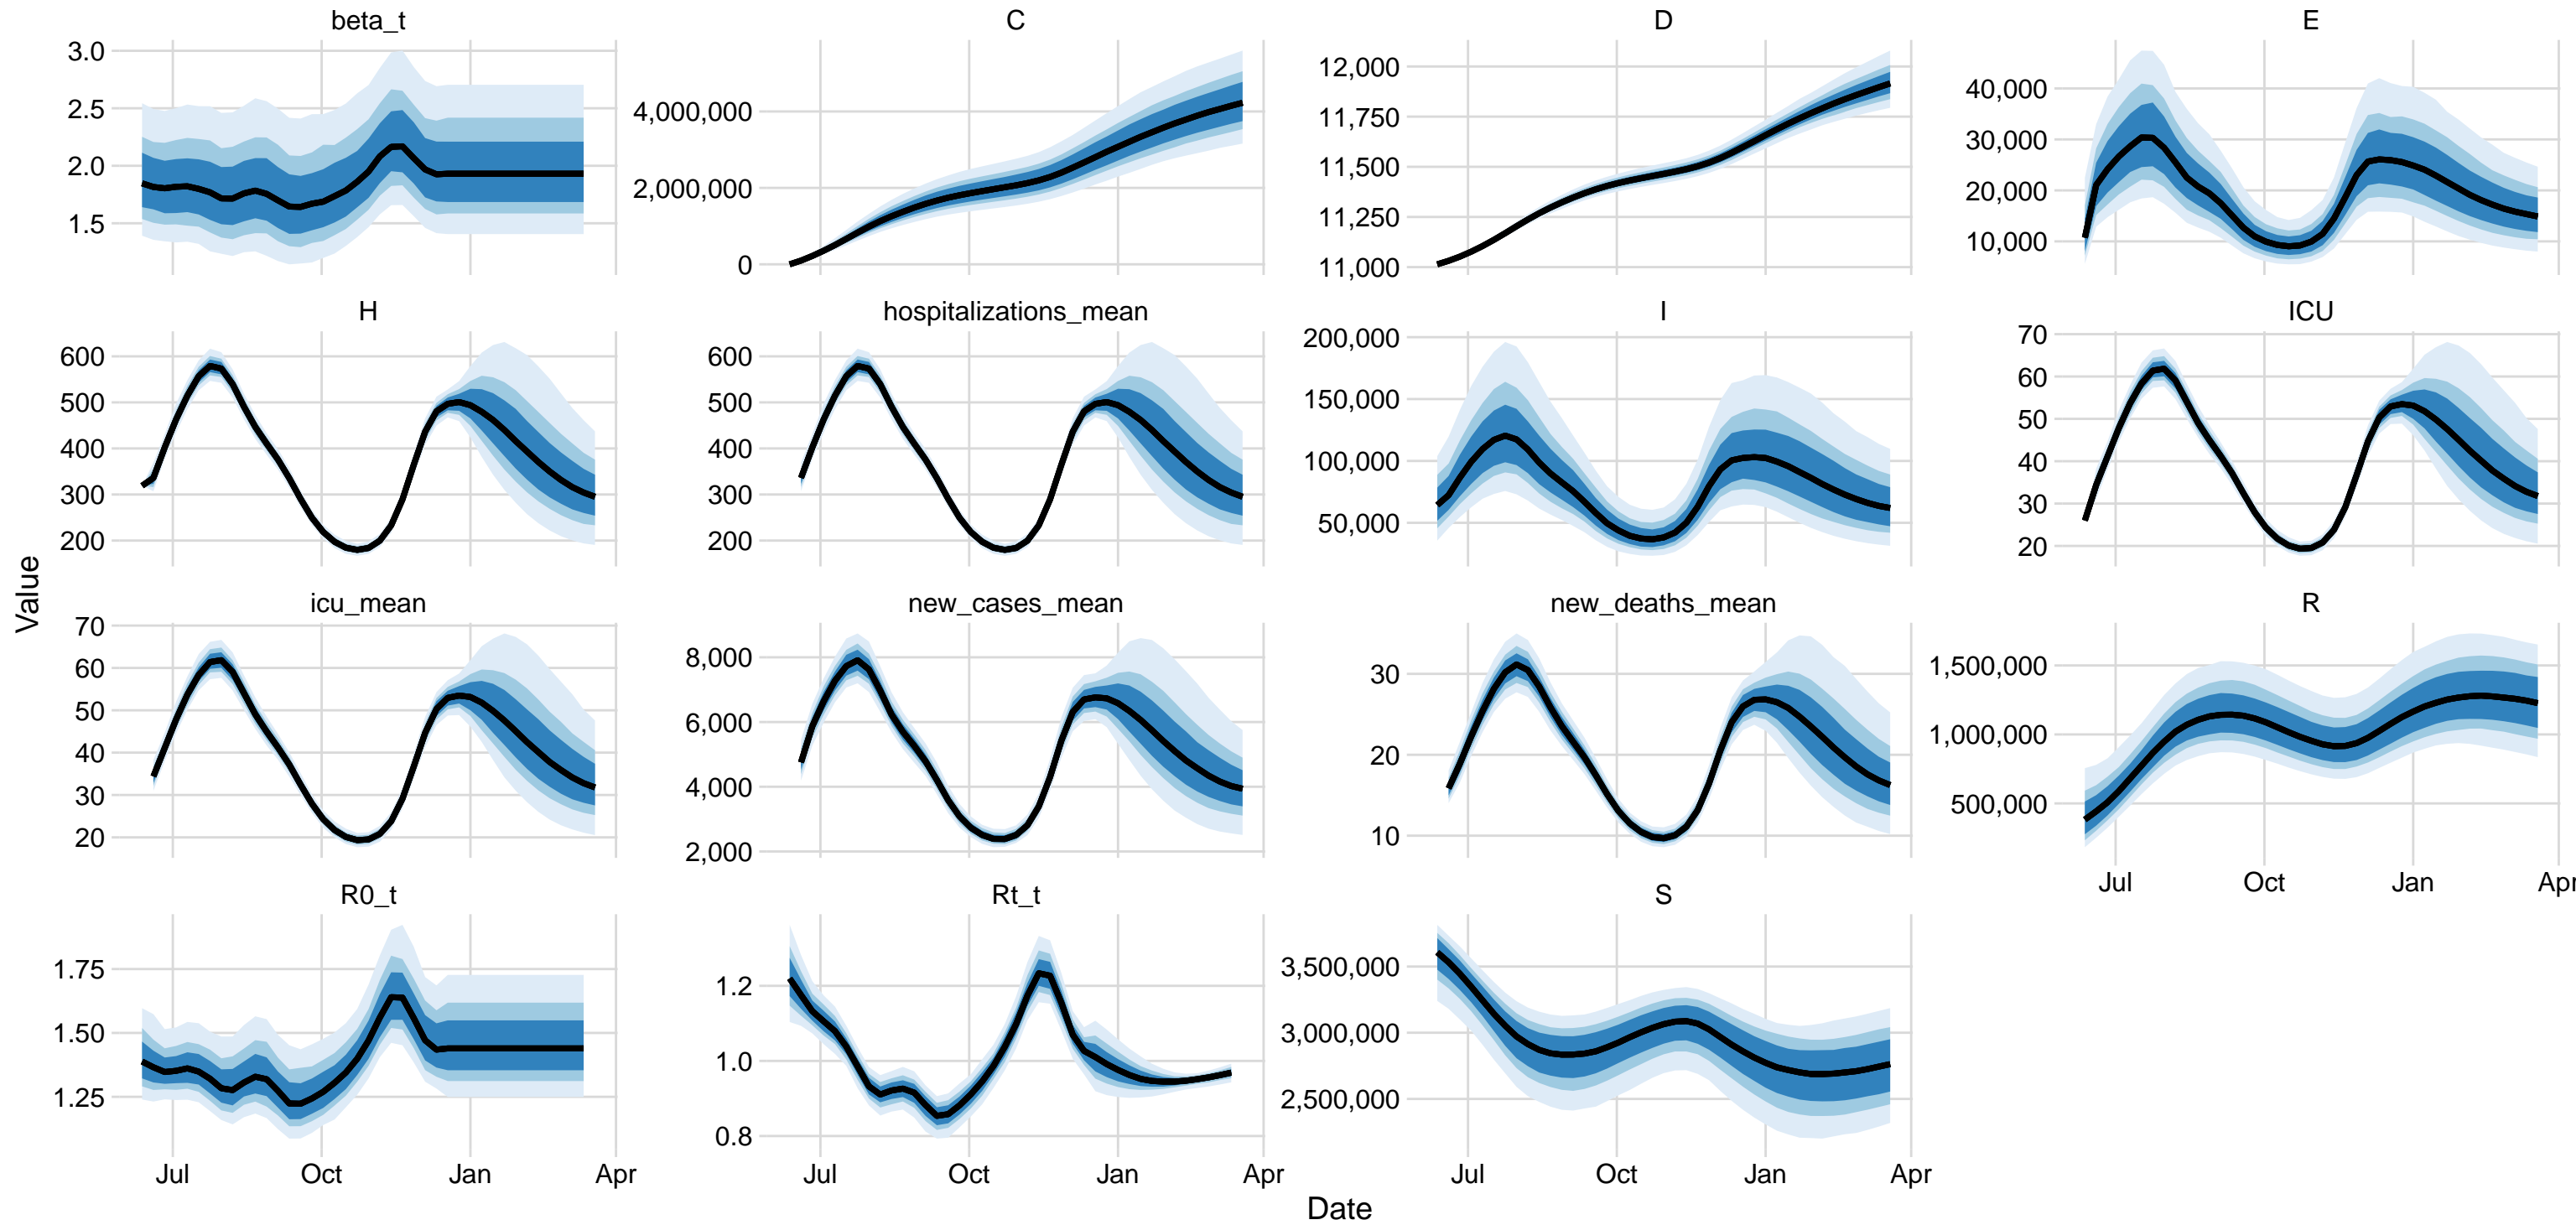 beta_t
C
D
E
3.0
2.5
2.0
1.5
4,000,000
2,000,000
0
12,000
11,750
11,500
11,250
11,000
40,000
30,000
20,000
10,000
H
hospitalizations_mean
I
ICU
600
500
400
300
200
600
500
400
300
200
200,000
150,000
100,000
50,000
70
60
50
40
30
20
Value
icu_mean
new_cases_mean
new_deaths_mean
R
70
60
50
40
30
20
8,000
6,000
4,000
2,000
30
20
10
1,500,000
1,000,000
500,000
Jul Oct Jan Apr
R0_t
Rt_t
S
1.75
1.50
1.25
1.2
1.0
0.8
3,500,000
3,000,000
2,500,000
Jul Oct Jan Apr
Jul Oct Jan Apr
Jul Oct Jan Apr
Date